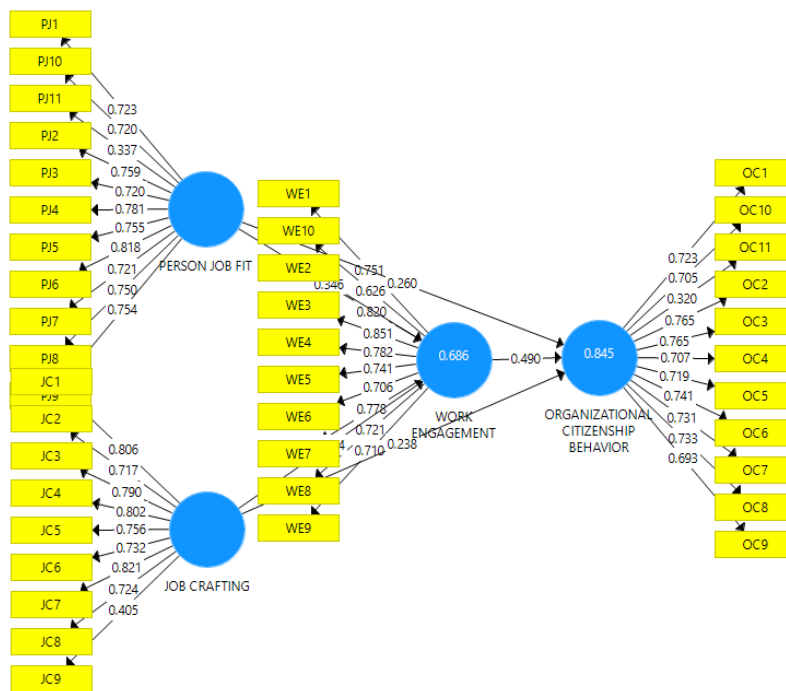 PJ1
PJ10
PJ11
PJ2
PJ3
PJ4
PJ5
PJ6
PJ7
PJ8
PJ9
0.723
0.720
0.337
0.759
0.720
0.781
0.755
0.818
0.721
0.750
0.754
PERSON JOB FIT
JC1
JC2
JC3
JC4
JC5
JC6
JC7
JC8
JC9
0.806
0.717
0.790
0.802
0.756
0.732
0.821
0.724
0.405
JOB CRAFTING
WE1
WE10
WE2
WE3
WE4
WE5
WE6
WE7
WE8
WE9
0.751
0.626
0.820
0.851
0.782
0.741
0.706
0.778
0.721
0.710
0.346
0.260
0.238
0.686
WORK
ENGAGEMENT
0.490
0.845
ORGANIZATIONAL
CITIZENSHIP
BEHAVIOR
0.723
0.705
0.320
0.765
0.765
0.707
0.719
0.741
0.731
0.733
0.693
OC1
OC10
OC11
OC2
OC3
OC4
OC5
OC6
OC7
OC8
OC9